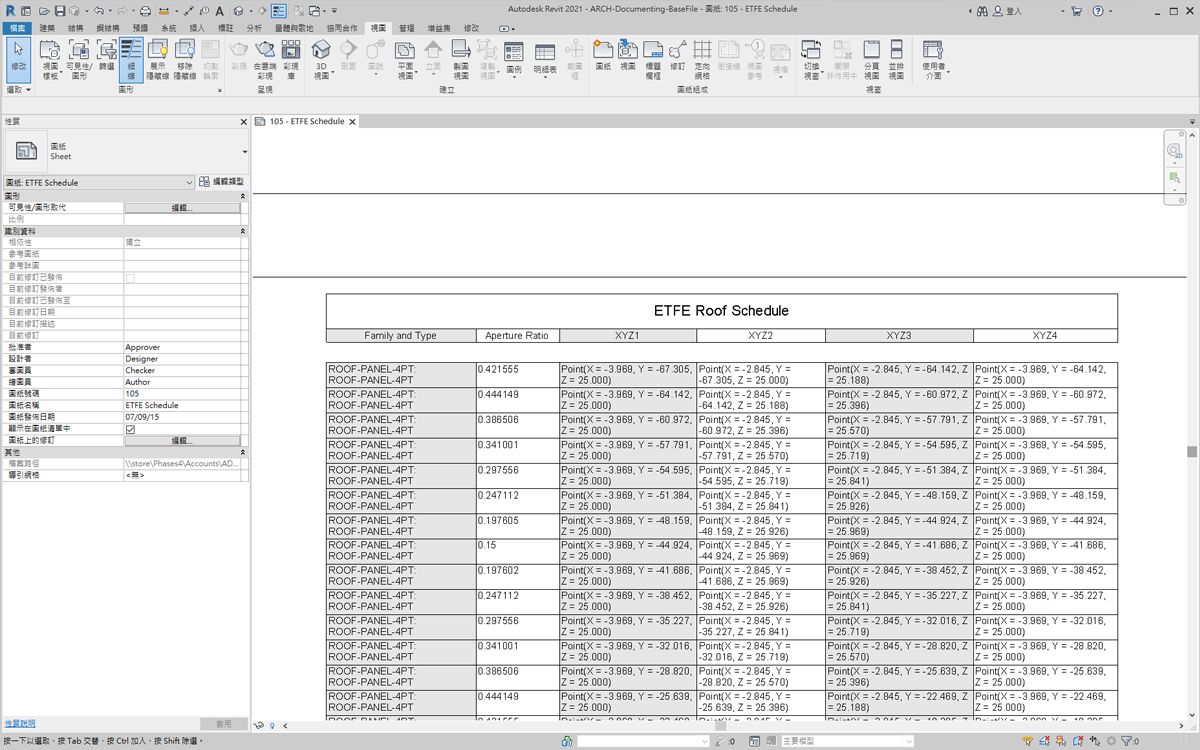 Autodesk Revit 2021 - ARCH-Documenting-BaseFile - 圖紙: 105 - ETFE Schedule
登入
檔案 建築 結構 鋼結構 預鑄 系統 插入 標註 分析 量體與敷地 協同合作 視圖 管理 增益集 修改
修改
視圖樣板
可見性/圖形
篩選
細線
展示隱藏線
移除隱藏線
切割輪廓
彩現
在雲端彩現
彩現庫
3D 視圖
剖面
圖說
平面視圖
立面
製圖視圖
複製視圖
圖例
明細表
範圍框
圖紙
視圖
標題欄框
修訂
定向網格
銜接線
視圖參考
視埠
切換視窗
關閉非作用中
分頁視圖
並排視圖
使用者介面
選取 圖形 呈現 建立 圖紙組成 視窗
性質
105 - ETFE Schedule
圖紙
Sheet
圖紙: ETFE Schedule
編輯類型
圖形
可見性/圖形取代 編輯...
比例
識別資料
相依性 獨立
參考圖紙
參考詳圖
目前修訂已發佈
目前修訂發佈者
目前修訂已發佈至
目前修訂日期
目前修訂描述
目前修訂
批准者 Approver
設計者 Designer
審圖員 Checker
繪圖員 Author
圖紙號碼 105
圖紙名稱 ETFE Schedule
圖紙發佈日期 07/09/15
顯示在圖紙清單中
圖紙上的修訂 編輯...
其他
檔案路徑 \\store\Phases4\Accounts\AD...
導引網格 <無>
性質說明 套用
ETFE Roof Schedule
Family and Type Aperture Ratio XYZ1 XYZ2 XYZ3 XYZ4
ROOF-PANEL-4PT: 0.421555 Point(X = -3.969, Y = -67.305, Point(X = -2.845, Y = Point(X = -2.845, Y = -64.142, Z Point(X = -3.969, Y = -64.142,
ROOF-PANEL-4PT Z = 25.000) -67.305, Z = 25.000) = 25.188) Z = 25.000)
ROOF-PANEL-4PT: 0.444149 Point(X = -3.969, Y = -64.142, Point(X = -2.845, Y = Point(X = -2.845, Y = -60.972, Z Point(X = -3.969, Y = -60.972,
ROOF-PANEL-4PT Z = 25.000) -64.142, Z = 25.188) = 25.396) Z = 25.000)
ROOF-PANEL-4PT: 0.386506 Point(X = -3.969, Y = -60.972, Point(X = -2.845, Y = Point(X = -2.845, Y = -57.791, Z Point(X = -3.969, Y = -57.791,
ROOF-PANEL-4PT Z = 25.000) -60.972, Z = 25.396) = 25.570) Z = 25.000)
ROOF-PANEL-4PT: 0.341001 Point(X = -3.969, Y = -57.791, Point(X = -2.845, Y = Point(X = -2.845, Y = -54.595, Z Point(X = -3.969, Y = -54.595,
ROOF-PANEL-4PT Z = 25.000) -57.791, Z = 25.570) = 25.719) Z = 25.000)
ROOF-PANEL-4PT: 0.297556 Point(X = -3.969, Y = -54.595, Point(X = -2.845, Y = Point(X = -2.845, Y = -51.384, Z Point(X = -3.969, Y = -51.384,
ROOF-PANEL-4PT Z = 25.000) -54.595, Z = 25.719) = 25.841) Z = 25.000)
ROOF-PANEL-4PT: 0.247112 Point(X = -3.969, Y = -51.384, Point(X = -2.845, Y = Point(X = -2.845, Y = -48.159, Z Point(X = -3.969, Y = -48.159,
ROOF-PANEL-4PT Z = 25.000) -51.384, Z = 25.841) = 25.926) Z = 25.000)
ROOF-PANEL-4PT: 0.197605 Point(X = -3.969, Y = -48.159, Point(X = -2.845, Y = Point(X = -2.845, Y = -44.924, Z Point(X = -3.969, Y = -44.924,
ROOF-PANEL-4PT Z = 25.000) -48.159, Z = 25.926) = 25.969) Z = 25.000)
ROOF-PANEL-4PT: 0.15 Point(X = -3.969, Y = -44.924, Point(X = -2.845, Y = Point(X = -2.845, Y = -41.686, Z Point(X = -3.969, Y = -41.686,
ROOF-PANEL-4PT Z = 25.000) -44.924, Z = 25.969) = 25.969) Z = 25.000)
ROOF-PANEL-4PT: 0.197602 Point(X = -3.969, Y = -41.686, Point(X = -2.845, Y = Point(X = -2.845, Y = -38.452, Z Point(X = -3.969, Y = -38.452,
ROOF-PANEL-4PT Z = 25.000) -41.686, Z = 25.969) = 25.926) Z = 25.000)
ROOF-PANEL-4PT: 0.247112 Point(X = -3.969, Y = -38.452, Point(X = -2.845, Y = Point(X = -2.845, Y = -35.227, Z Point(X = -3.969, Y = -35.227,
ROOF-PANEL-4PT Z = 25.000) -38.452, Z = 25.926) = 25.841) Z = 25.000)
ROOF-PANEL-4PT: 0.297556 Point(X = -3.969, Y = -35.227, Point(X = -2.845, Y = Point(X = -2.845, Y = -32.016, Z Point(X = -3.969, Y = -32.016,
ROOF-PANEL-4PT Z = 25.000) -35.227, Z = 25.841) = 25.719) Z = 25.000)
ROOF-PANEL-4PT: 0.341001 Point(X = -3.969, Y = -32.016, Point(X = -2.845, Y = Point(X = -2.845, Y = -28.820, Z Point(X = -3.969, Y = -28.820,
ROOF-PANEL-4PT Z = 25.000) -32.016, Z = 25.719) = 25.570) Z = 25.000)
ROOF-PANEL-4PT: 0.386506 Point(X = -3.969, Y = -28.820, Point(X = -2.845, Y = Point(X = -2.845, Y = -25.639, Z Point(X = -3.969, Y = -25.639,
ROOF-PANEL-4PT Z = 25.000) -28.820, Z = 25.570) = 25.396) Z = 25.000)
ROOF-PANEL-4PT: 0.444149 Point(X = -3.969, Y = -25.639, Point(X = -2.845, Y = Point(X = -2.845, Y = -22.469, Z Point(X = -3.969, Y = -22.469,
ROOF-PANEL-4PT Z = 25.000) -25.639, Z = 25.396) = 25.188) Z = 25.000)
按一下以選取、按 Tab 交替、按 Ctrl 加入、按 Shift 除選。 :0 主要模型 :0